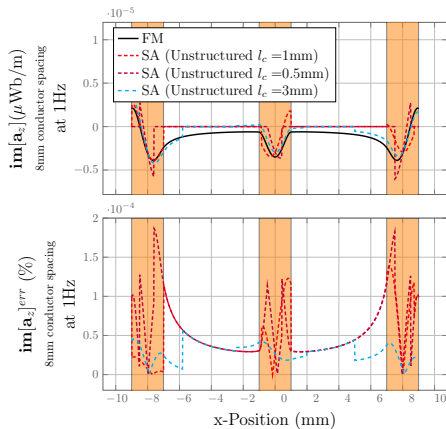 ·10⁻⁵
1
0.5
0
−0.5
im[a_z](μWb/m)
8mm conductor spacing
at 1Hz
FM
SA (Unstructured l_c =1mm)
SA (Unstructured l_c =0.5mm)
SA (Unstructured l_c =3mm)
·10⁻⁴
2
1.5
1
0.5
0
im[a_z]^err (%)
8mm conductor spacing
at 1Hz
−10 −8 −6 −4 −2 0 2 4 6 8
x-Position (mm)